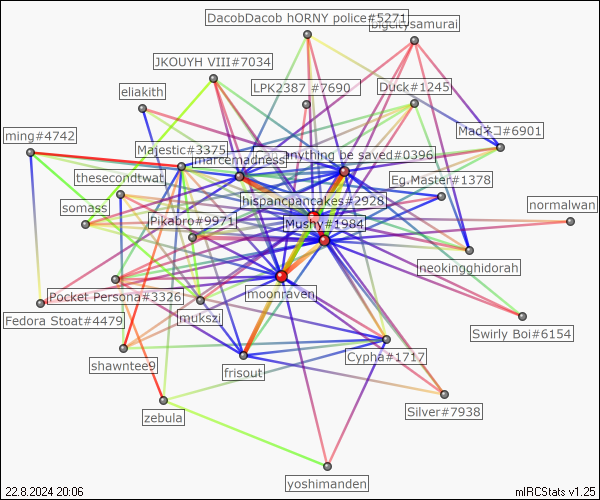 DacobDacob hORNY police#5271
bigcitysamurai
JKOUYH VIII#7034
LPK2387 #7690
Duck#1245
eliakith
ming#4742
Madネコ#6901
Majestic#3375
marcemadness
anything be saved#0396
thesecondtwat
Eg.Master#1378
somass
hispancpancakes#2928
normalwan
Pikabro#9971
Mushy#1984
neokingghidorah
Pocket Persona#3326
moonraven
Fedora Stoat#4479
mukszi
Swirly Boi#6154
shawntee9
frisout
Cypha#1717
zebula
Silver#7938
yoshimanden
22.8.2024 20:06
mIRCStats v1.25